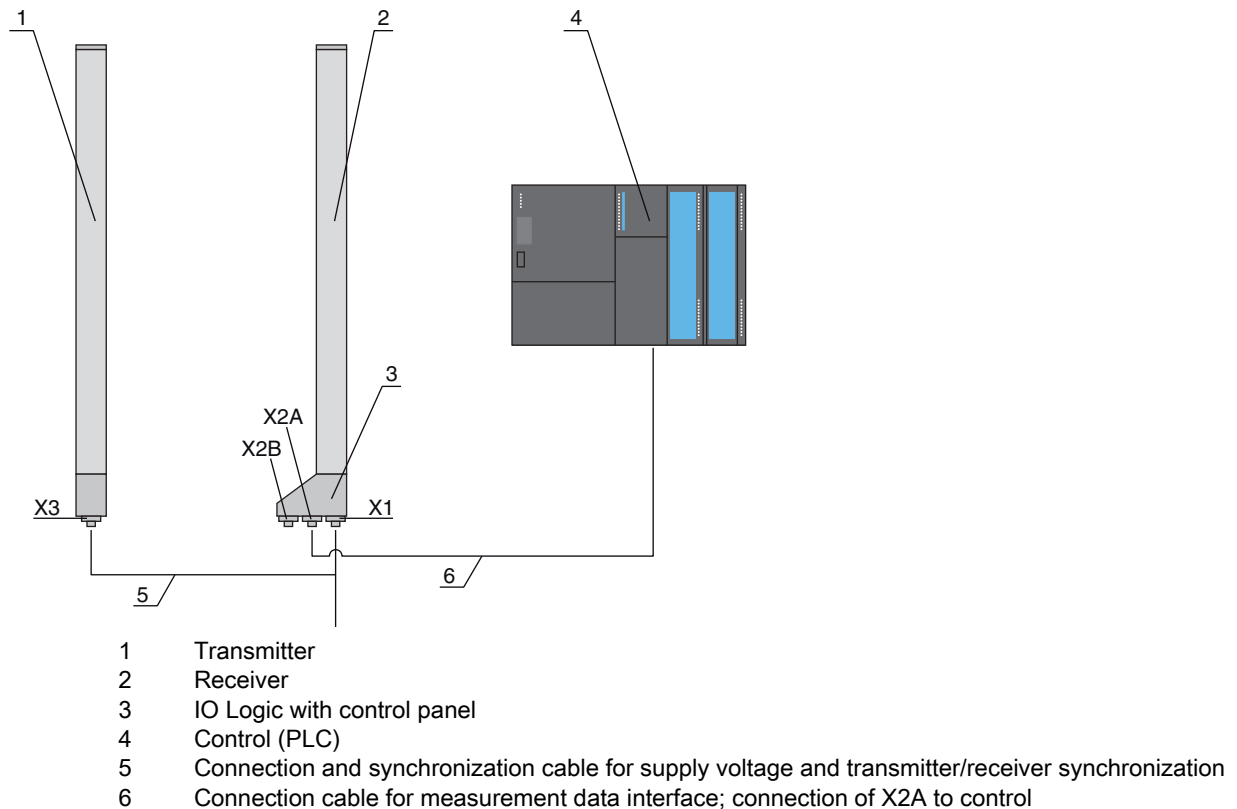 1
2
4
3
X2A
X2B
X3
X1
5
6
1 Transmitter
2 Receiver
3 IO Logic with control panel
4 Control (PLC)
5 Connection and synchronization cable for supply voltage and transmitter/receiver synchronization
6 Connection cable for measurement data interface; connection of X2A to control